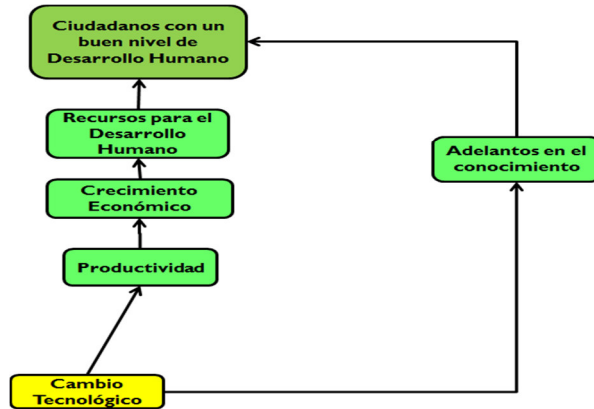 Ciudadanos con un
buen nivel de
Desarrollo Humano
Recursos para el
Desarrollo
Humano
Adelantos en el
conocimiento
Crecimiento
Económico
Productividad
Cambio
Tecnológico